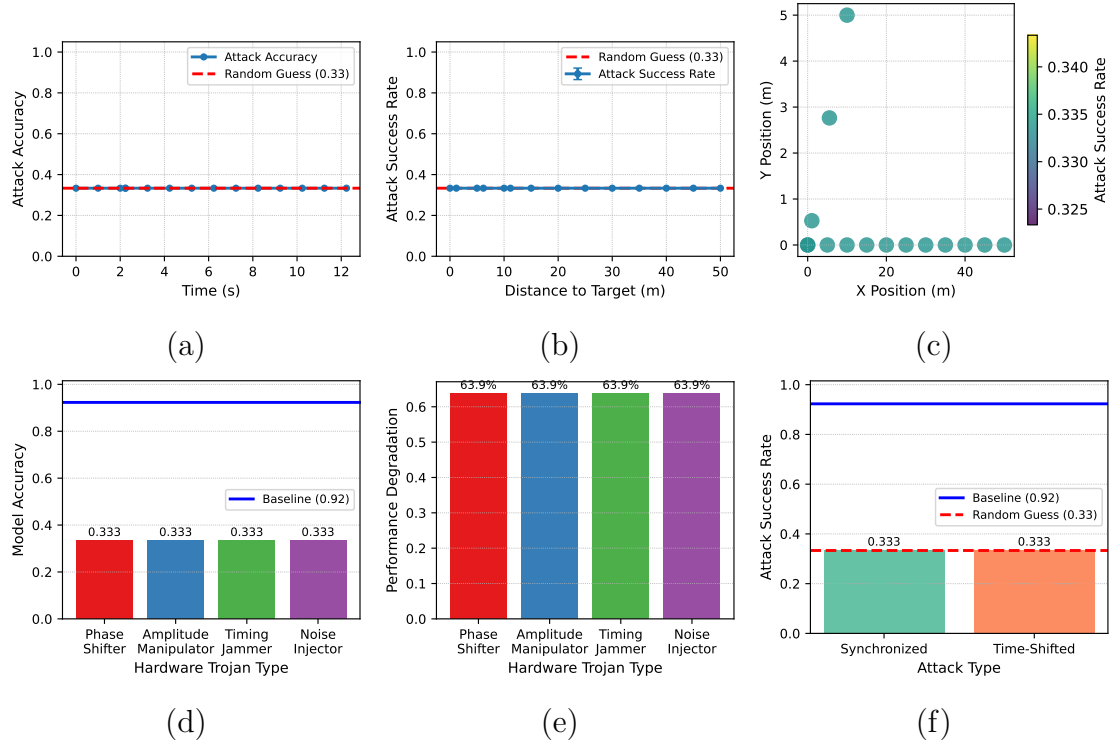 1.0
0.8
0.6
0.4
0.2
0.0
Attack Accuracy
Attack Accuracy
Random Guess (0.33)
0 2 4 6 8 10 12
Time (s)
(a)
1.0
0.8
0.6
0.4
0.2
0.0
Attack Success Rate
Random Guess (0.33)
Attack Success Rate
0 10 20 30 40 50
Distance to Target (m)
(b)
5
4
3
2
1
0
Y Position (m)
0 20 40
X Position (m)
0.340
0.335
0.330
0.325
Attack Success Rate
(c)
1.0
0.8
0.6
0.4
0.2
0.0
Model Accuracy
Baseline (0.92)
0.333 0.333 0.333 0.333
Phase Shifter
Amplitude Manipulator
Timing Jammer
Noise Injector
Hardware Trojan Type
(d)
0.6
0.5
0.4
0.3
0.2
0.1
0.0
Performance Degradation
63.9% 63.9% 63.9% 63.9%
Phase Shifter
Amplitude Manipulator
Timing Jammer
Noise Injector
Hardware Trojan Type
(e)
1.0
0.8
0.6
0.4
0.2
0.0
Attack Success Rate
Baseline (0.92)
Random Guess (0.33)
0.333 0.333
Synchronized Time-Shifted
Attack Type
(f)